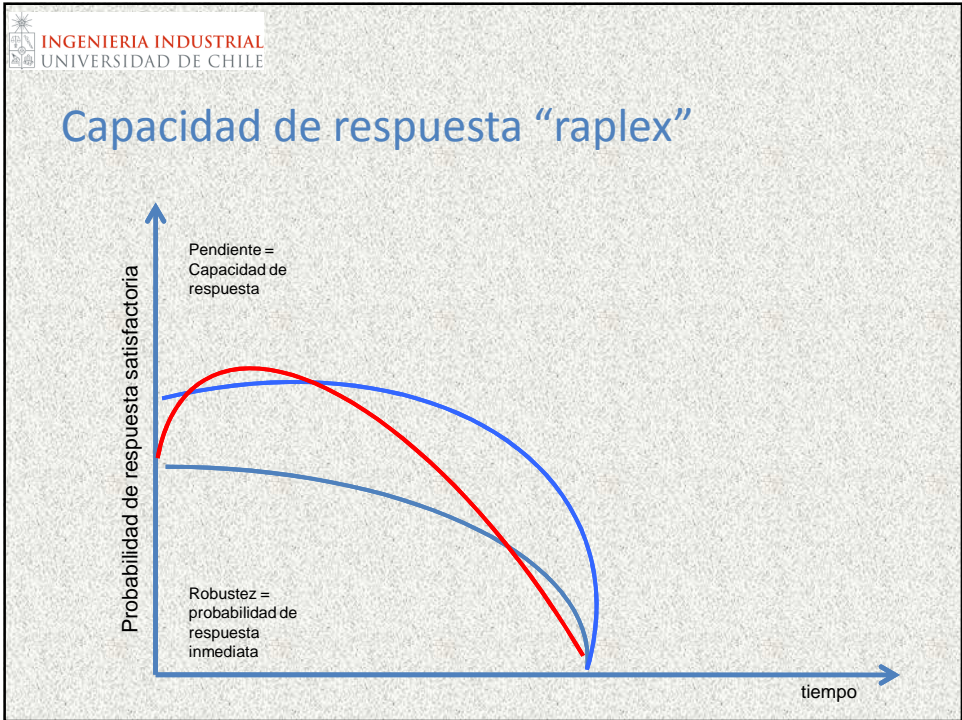 INGENIERIA INDUSTRIAL
UNIVERSIDAD DE CHILE
Capacidad de respuesta “raplex”
Pendiente =
Capacidad de
respuesta
Probabilidad de respuesta satisfactoria
Robustez =
probabilidad de
respuesta
inmediata
tiempo